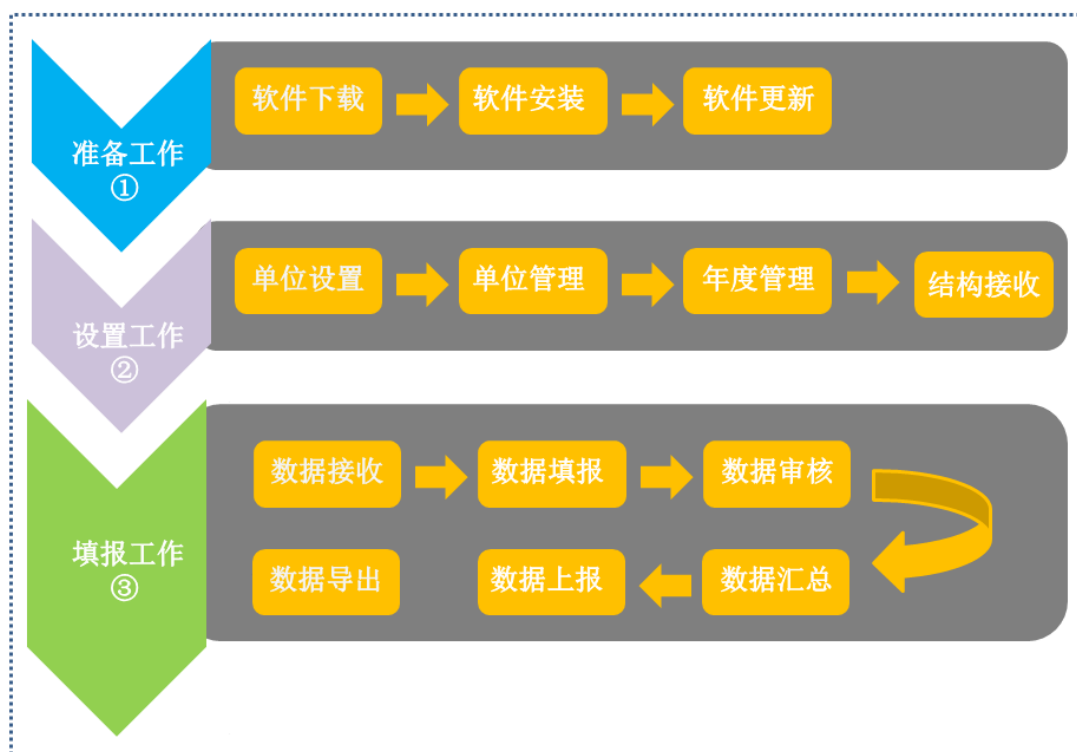 准备工作
①
软件下载
软件安装
软件更新
设置工作
②
单位设置
单位管理
年度管理
结构接收
填报工作
③
数据接收
数据填报
数据审核
数据导出
数据上报
数据汇总